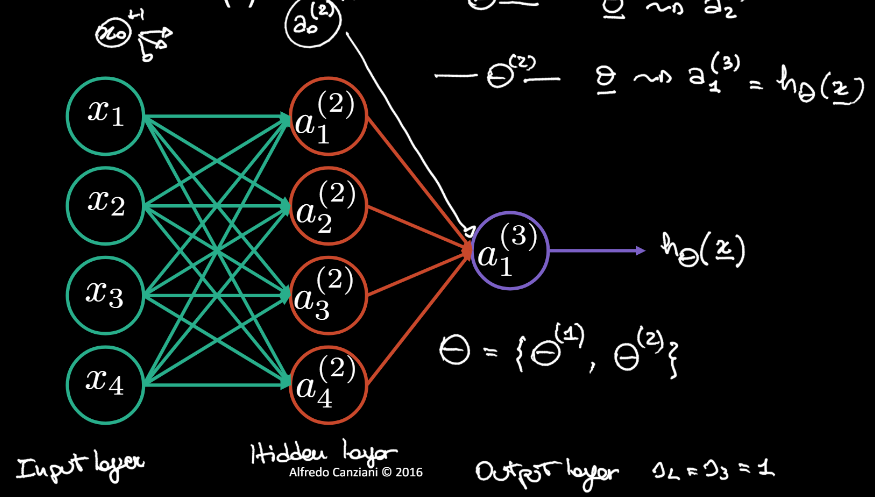 x₀ +1
a₀⁽²⁾
θ ⇝ a₂
— Θ⁽²⁾ — θ ⇝ a₁⁽³⁾ = h_Θ(x)
x₁
x₂
x₃
x₄
a₁⁽²⁾
a₂⁽²⁾
a₃⁽²⁾
a₄⁽²⁾
a₁⁽³⁾
h_Θ(x)
Θ = {Θ⁽¹⁾, Θ⁽²⁾}
Input layer
Hidden layer
Alfredo Canziani © 2016
Output layer s_L = s₃ = 1